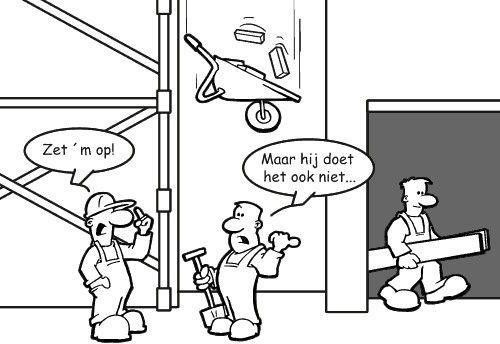 Zet ´m op!
Maar hij doet
het ook niet...